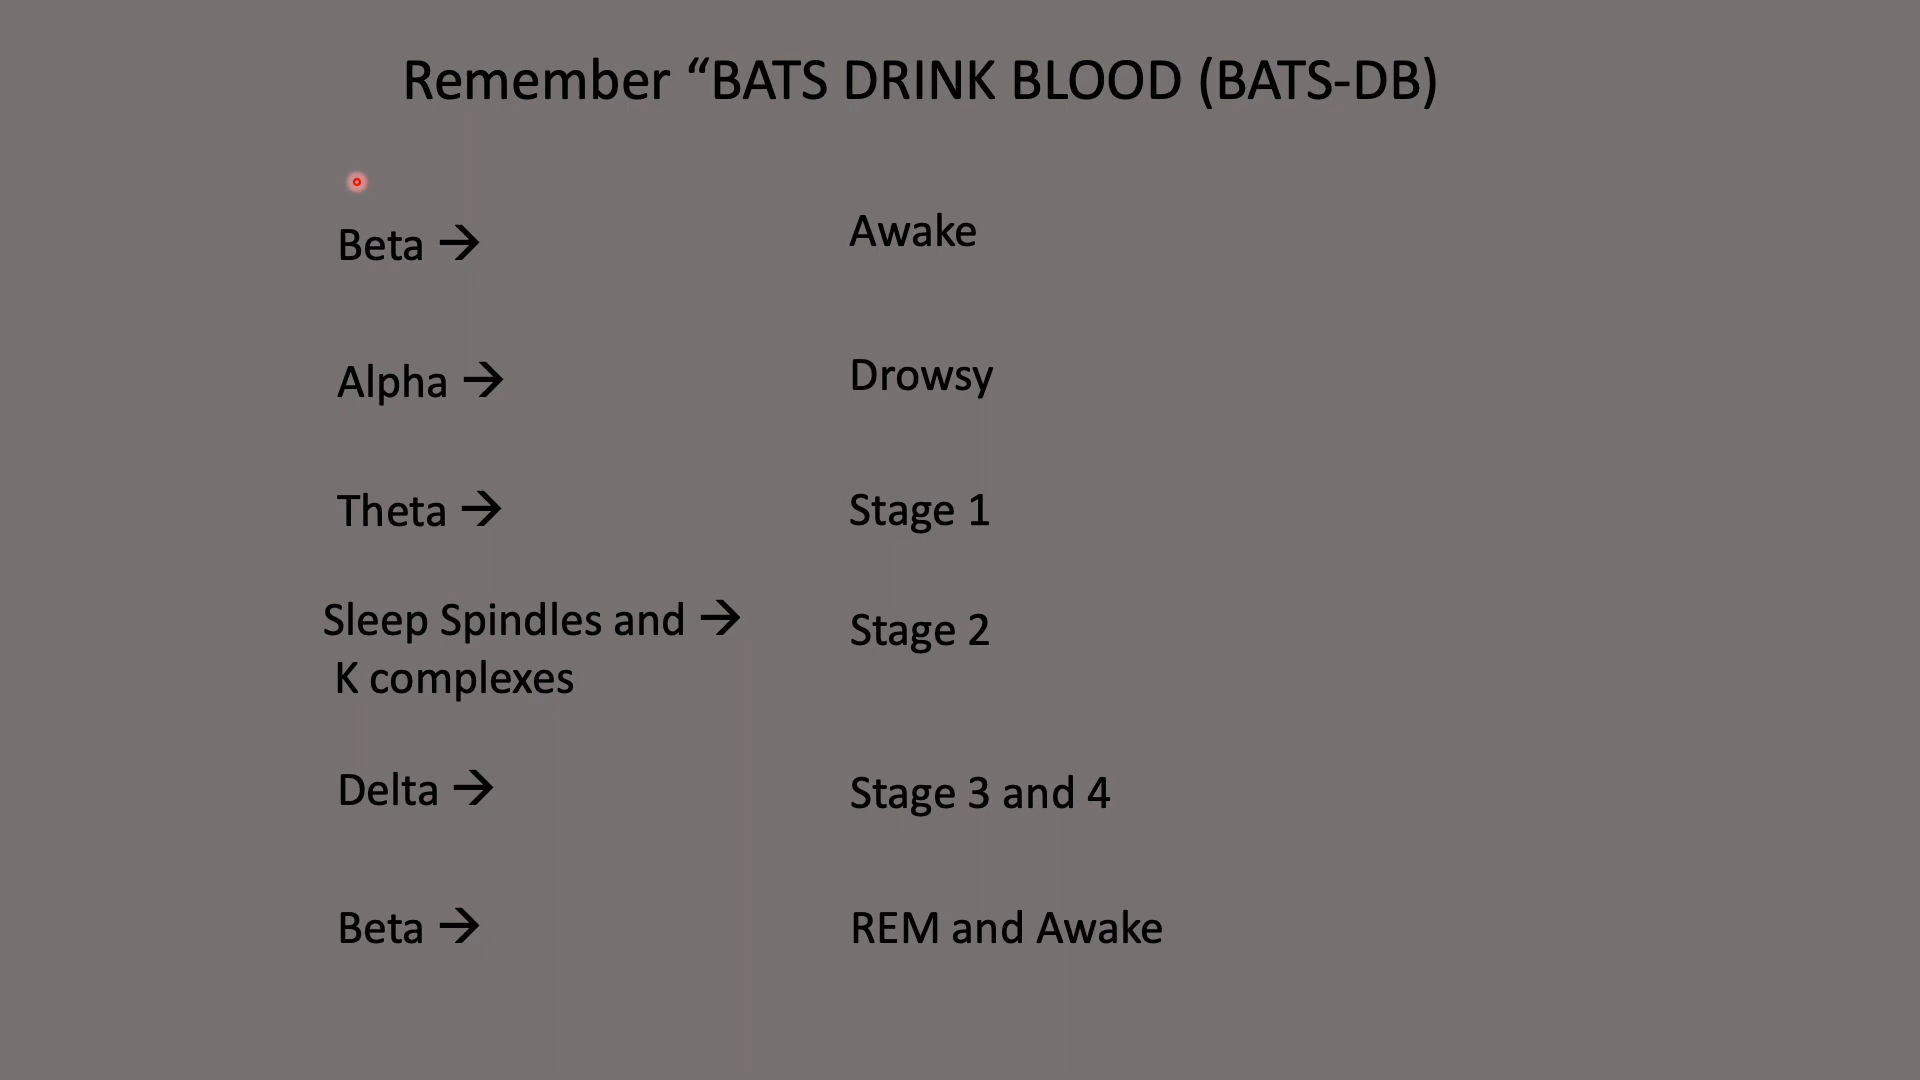 Remember “BATS DRINK BLOOD (BATS-DB)
Beta → Awake
Alpha → Drowsy
Theta → Stage 1
Sleep Spindles and → Stage 2
K complexes
Delta → Stage 3 and 4
Beta → REM and Awake